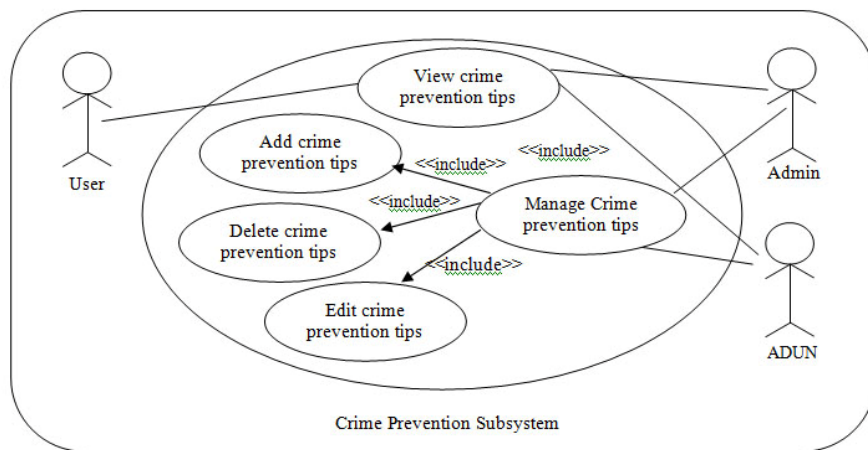 View crime
prevention tips
Add crime
prevention tips
<<include>>
<<include>>
User
Admin
<<include>>
Manage Crime
prevention tips
Delete crime
prevention tips
<<include>>
Edit crime
prevention tips
ADUN
Crime Prevention Subsystem